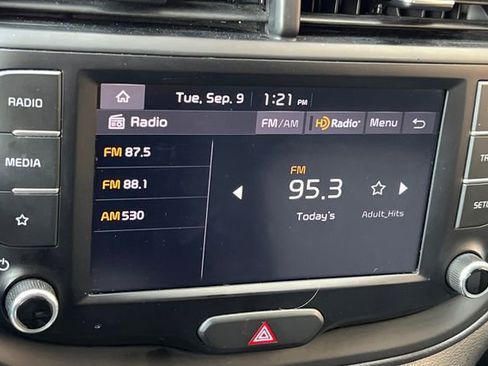 RADIO
MEDIA
Tue, Sep. 9 1:21 PM
Radio FM/AM HD Radio Menu
FM 87.5
FM 88.1
AM 530
FM
95.3
Today's Adult_Hits